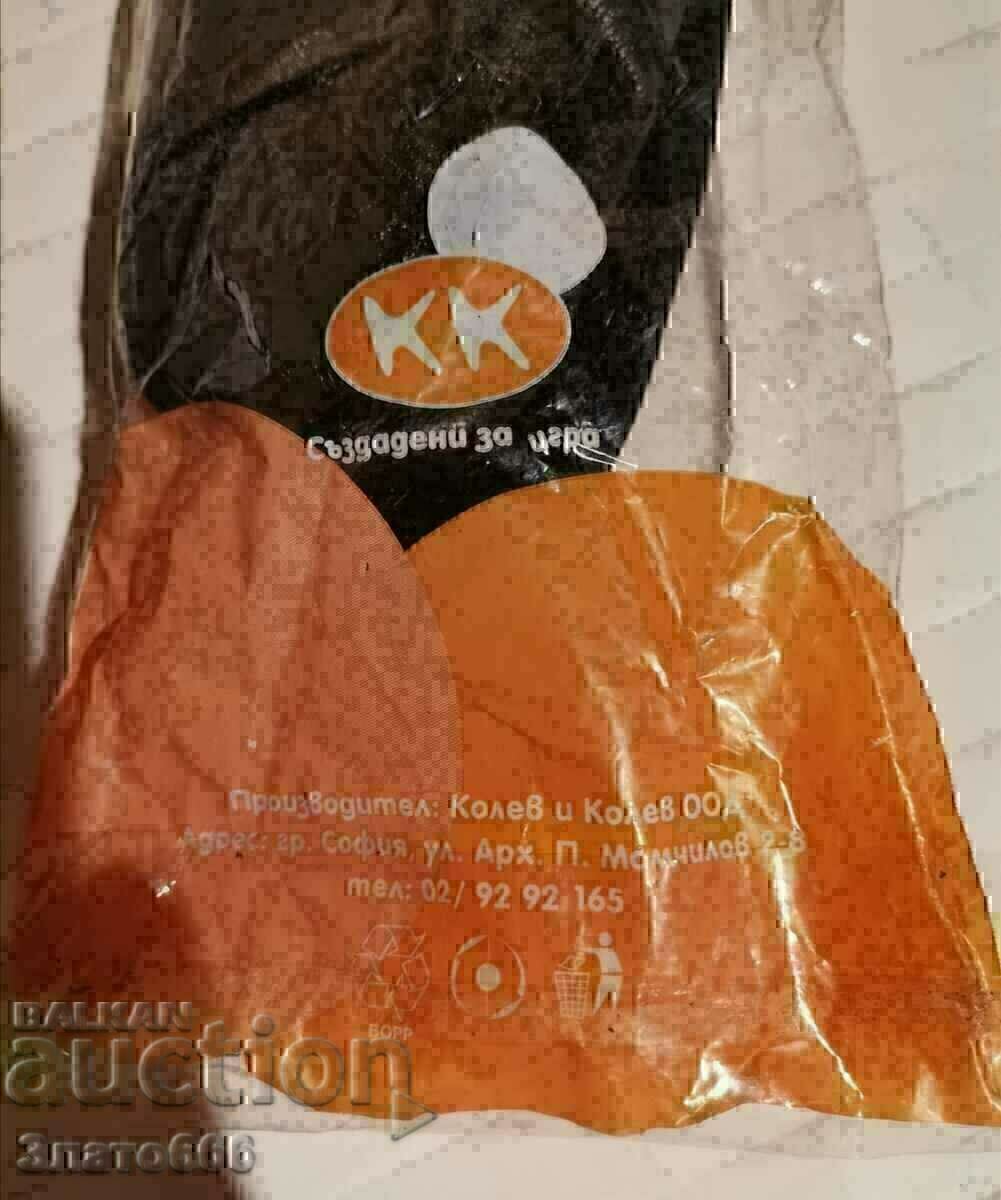 КК
Създадени за игра
Производител: Колев и Колев ООД
Адрес: гр. София, ул. Арх. П. Момчилов 2-В
тел: 02/ 92 92 165
BOPP
BALKAN
auction
Злато666